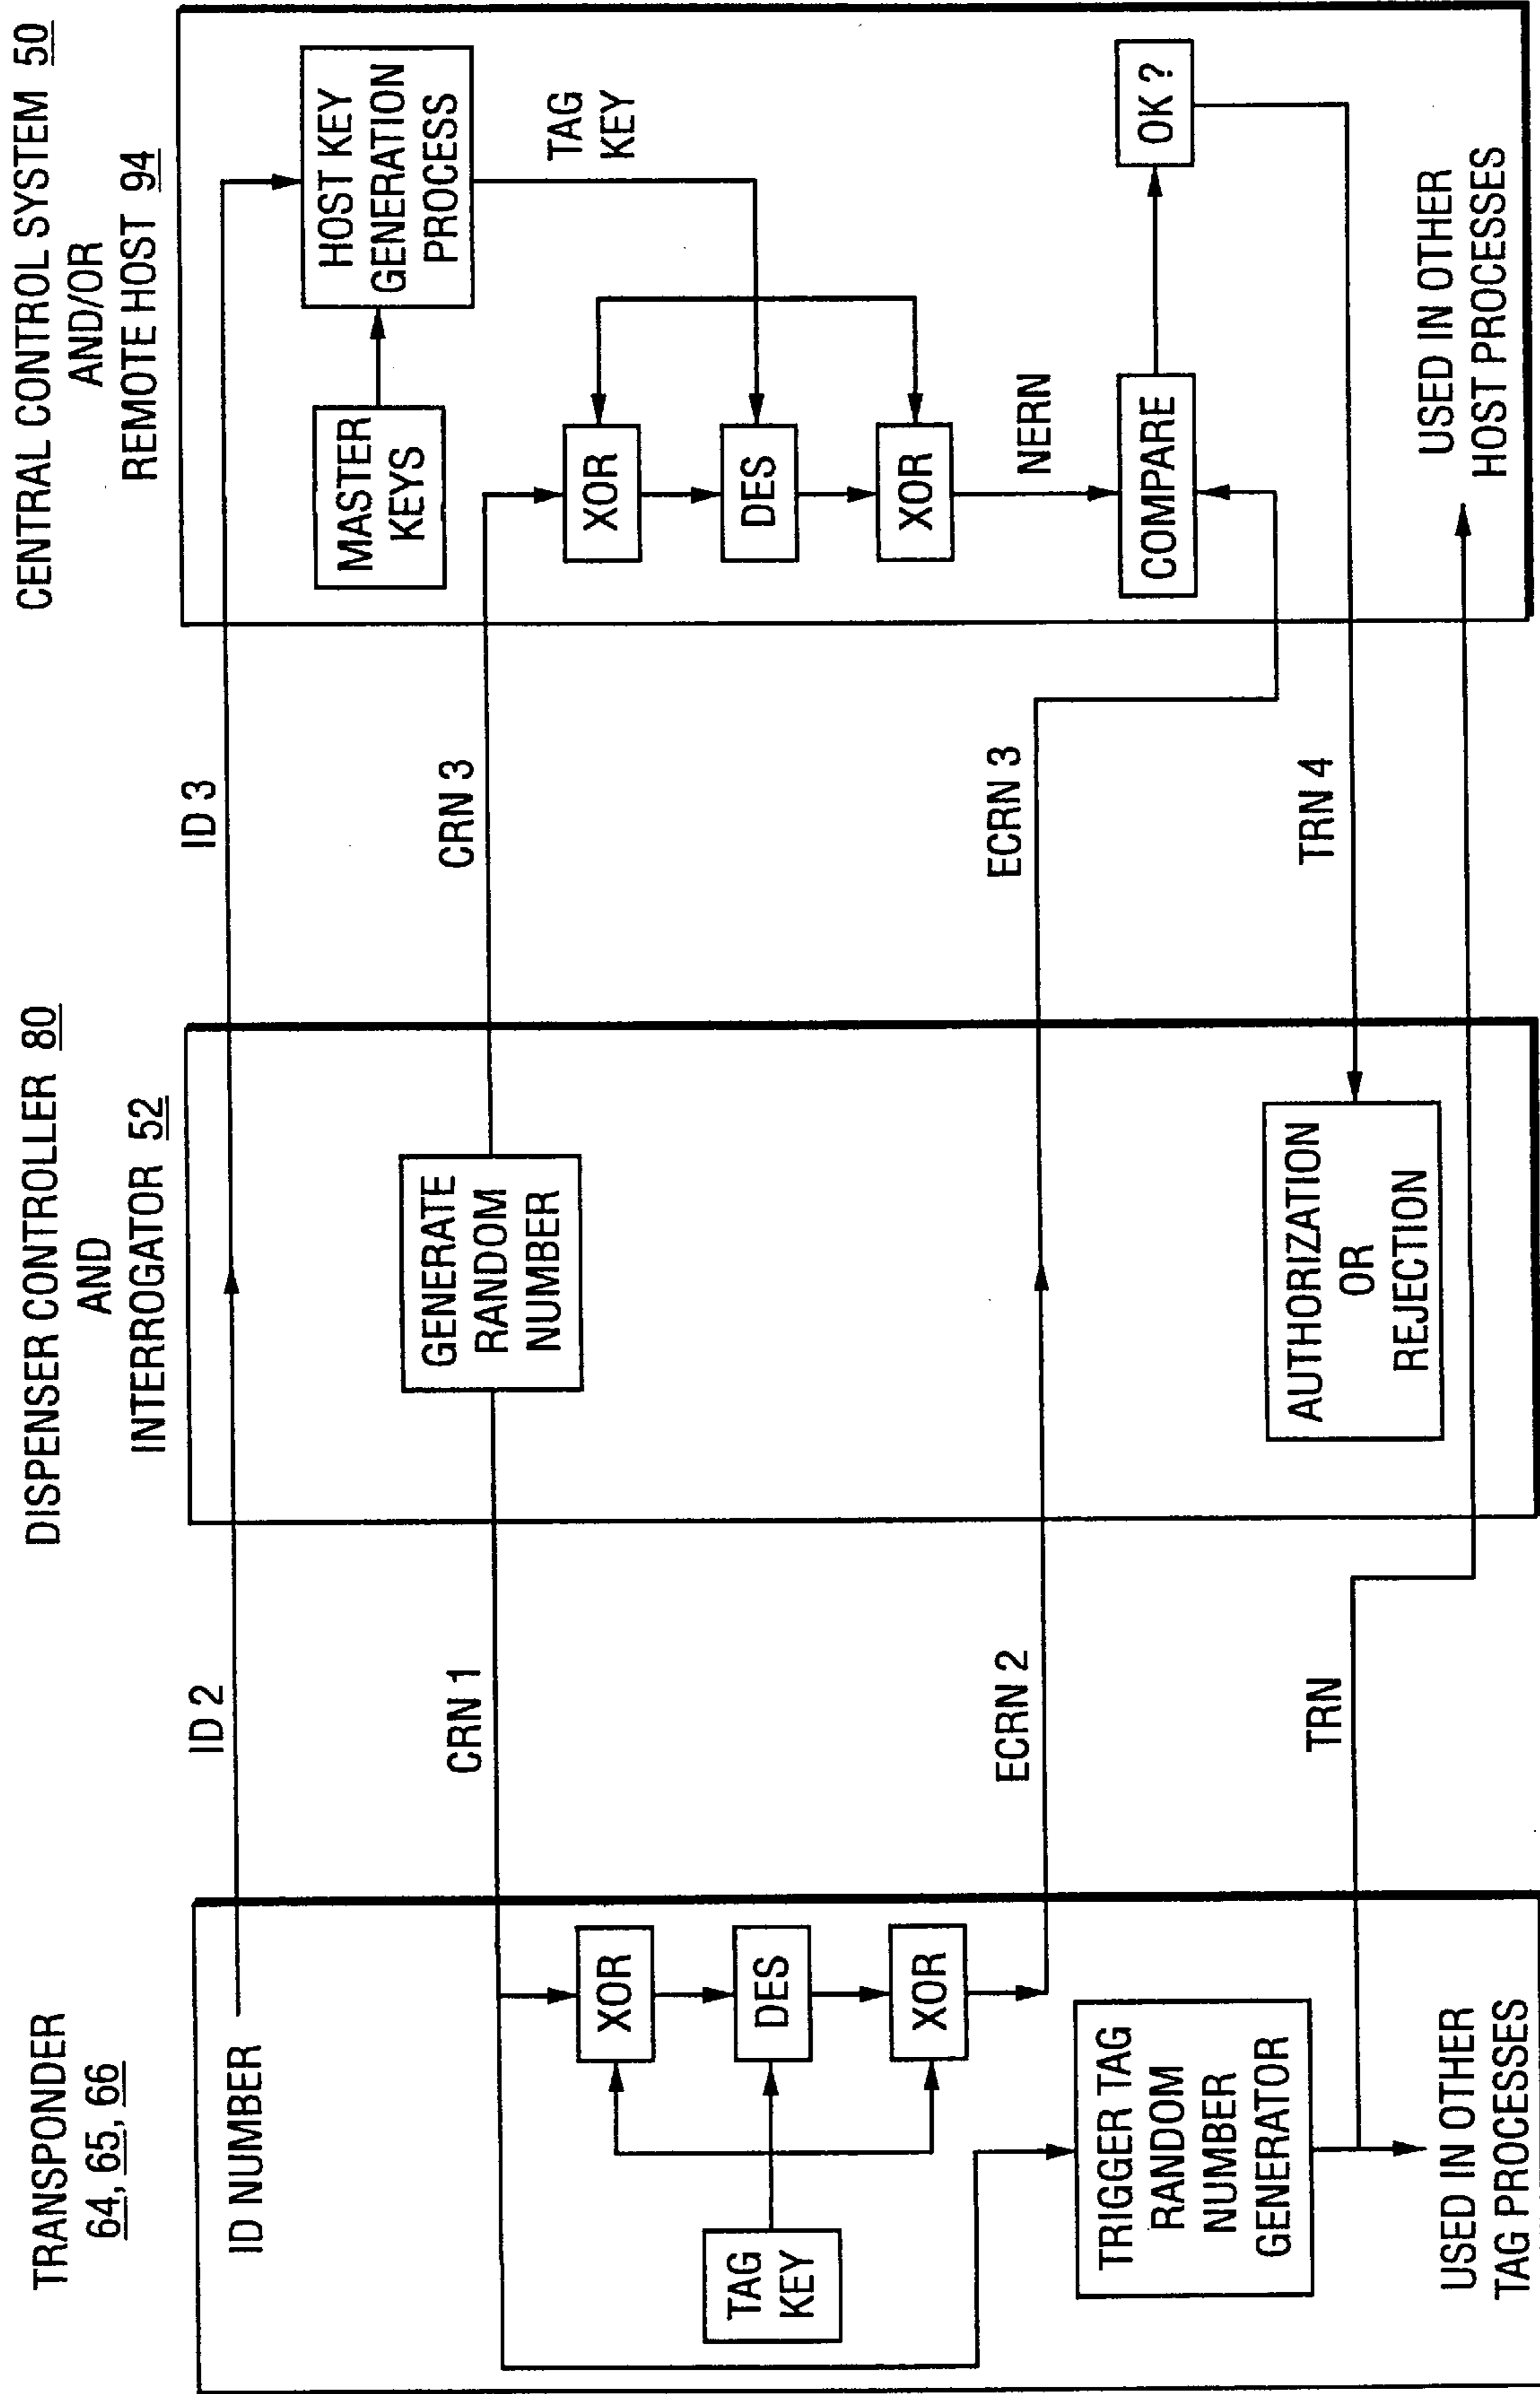 TRANSPONDER
64, 65, 66
ID NUMBER
TAG
KEY
XOR
DES
XOR
TRIGGER TAG
RANDOM
NUMBER
GENERATOR
USED IN OTHER
TAG PROCESSES
ID 2
CRN 1
ECRN 2
TRN
DISPENSER CONTROLLER 80
AND
INTERROGATOR 52
GENERATE
RANDOM
NUMBER
AUTHORIZATION
OR
REJECTION
ID 3
CRN 3
ECRN 3
TRN 4
CENTRAL CONTROL SYSTEM 50
AND/OR
REMOTE HOST 94
MASTER
KEYS
HOST KEY
GENERATION
PROCESS
TAG
KEY
XOR
DES
XOR
NERN
COMPARE
OK ?
USED IN OTHER
HOST PROCESSES